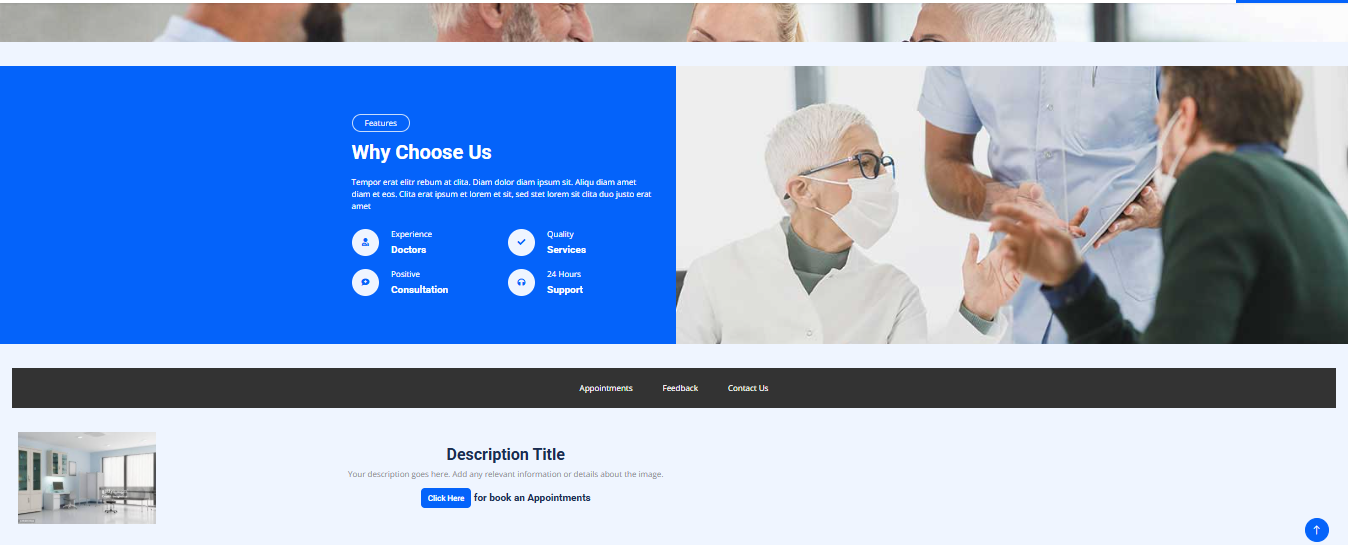 Features
Why Choose Us
Tempor erat elitr rebum at clita. Diam dolor diam ipsum sit. Aliqu diam amet
diam et eos. Clita erat ipsum et lorem et sit, sed stet lorem sit clita duo justo erat
amet
Experience
Doctors
Quality
Services
Positive
Consultation
24 Hours
Support
Appointments Feedback Contact Us
Description Title
Your description goes here. Add any relevant information or details about the image.
Click Here for book an Appointments